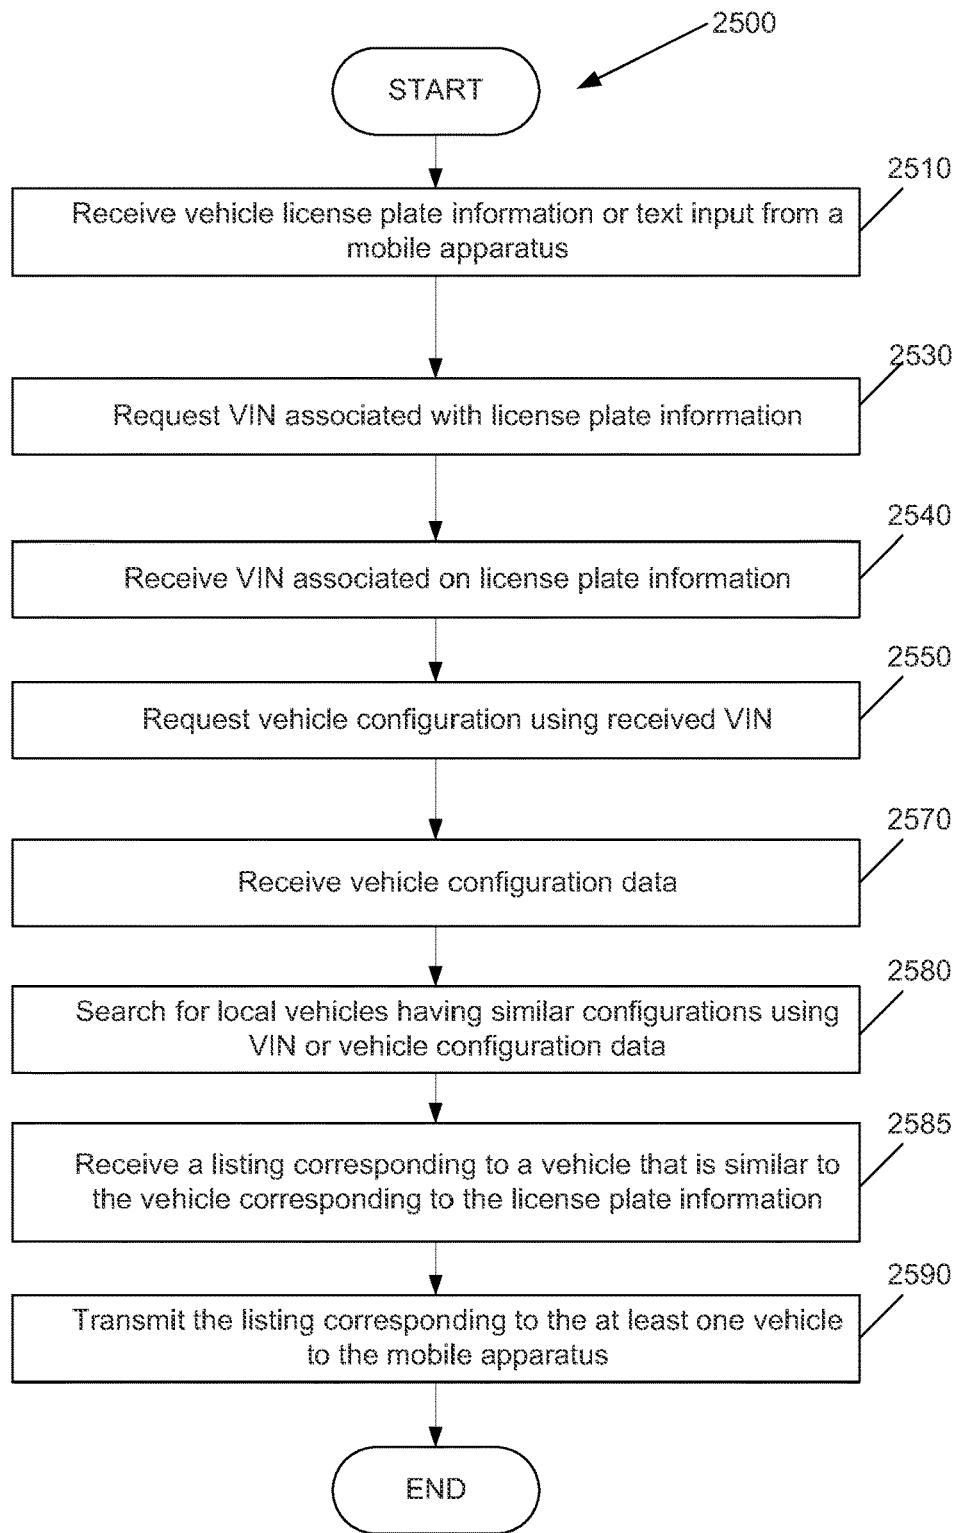 2500
START
2510
Receive vehicle license plate information or text input from a
mobile apparatus
2530
Request VIN associated with license plate information
2540
Receive VIN associated on license plate information
2550
Request vehicle configuration using received VIN
2570
Receive vehicle configuration data
2580
Search for local vehicles having similar configurations using
VIN or vehicle configuration data
2585
Receive a listing corresponding to a vehicle that is similar to
the vehicle corresponding to the license plate information
2590
Transmit the listing corresponding to the at least one vehicle
to the mobile apparatus
END